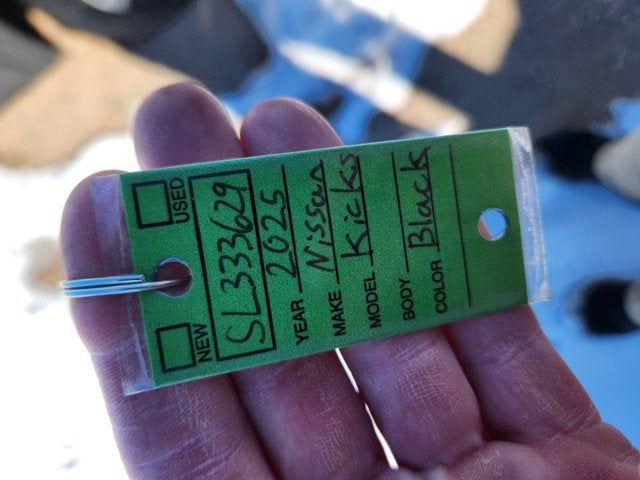 NEW USED
SL333629
YEAR 2025
MAKE Nissan
MODEL Kicks
BODY
COLOR Black